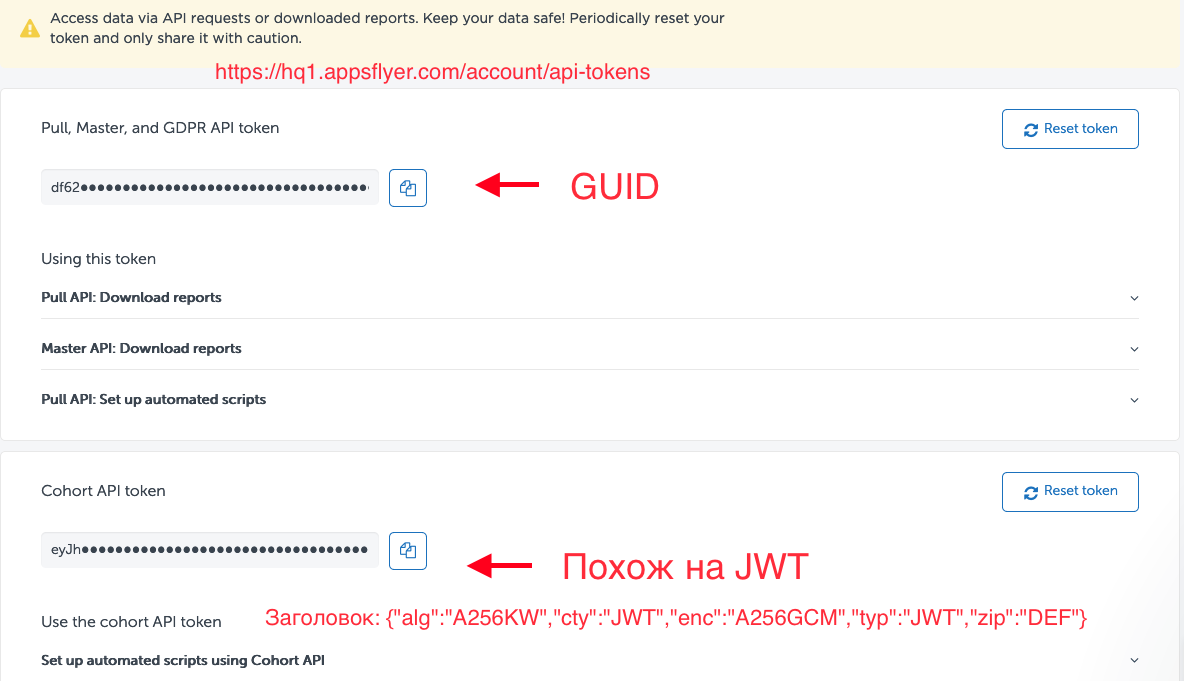 Access data via API requests or downloaded reports. Keep your data safe! Periodically reset your
token and only share it with caution.
https://hq1.appsflyer.com/account/api-tokens
Pull, Master, and GDPR API token
Reset token
df62••••••••••••••••••••••••••••••••••
GUID
Using this token
Pull API: Download reports
Master API: Download reports
Pull API: Set up automated scripts
Cohort API token
Reset token
eyJh••••••••••••••••••••••••••••••••••
Похож на JWT
Заголовок: {"alg":"A256KW","cty":"JWT","enc":"A256GCM","typ":"JWT","zip":"DEF"}
Use the cohort API token
Set up automated scripts using Cohort API